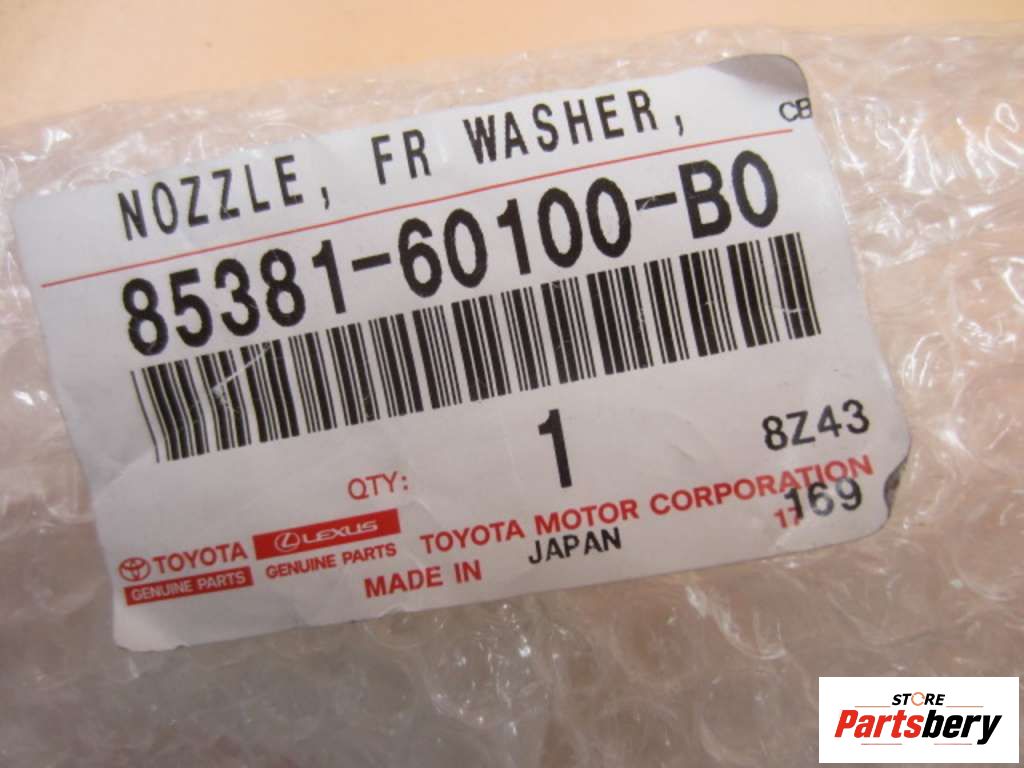 CB
NOZZLE, FR WASHER,
85381-60100-B0
QTY: 1 8Z43
TOYOTA LEXUS TOYOTA MOTOR CORPORATION 169
GENUINE PARTS GENUINE PARTS MADE IN JAPAN 17
STORE
Partsbery